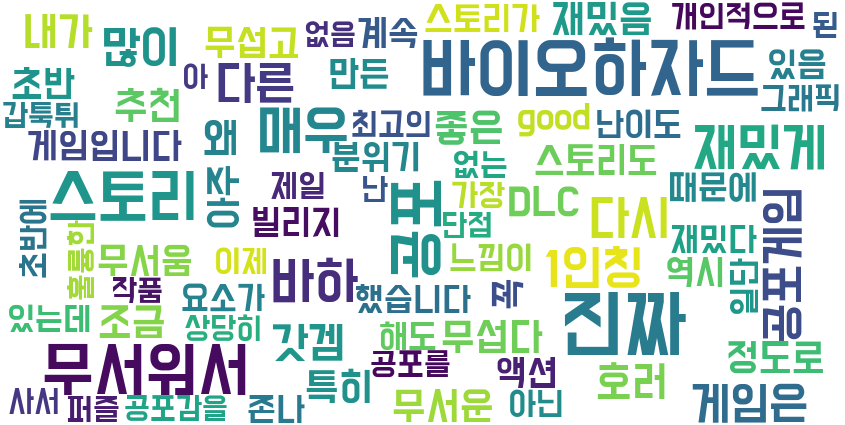 내가
많이
무섭고
없음
계속
스토리가
재밌음
개인적으로
된
초반
아
다른
만든
바이오하자드
있음
갑툭튀
추천
그래픽
게임입니다
왜
매우
최고의
좋은
good
난이도
재밌게
분위기
없는
스토리도
스토리
아주
제일
난
공포
가장
DLC
때문에
빌리지
단점
다시
공포게임
초반에
훌륭한
무서움
이제
바하
느낌이
1인칭
재밌다
역시
일단
작품
요소가
했습니다
꼭
진짜
있는데
조금
상당히
갓겜
해도
무섭다
정도로
무서워서
공포를
액션
호러
특히
사서
퍼즐
공포감을
존나
무서운
아닌
게임은